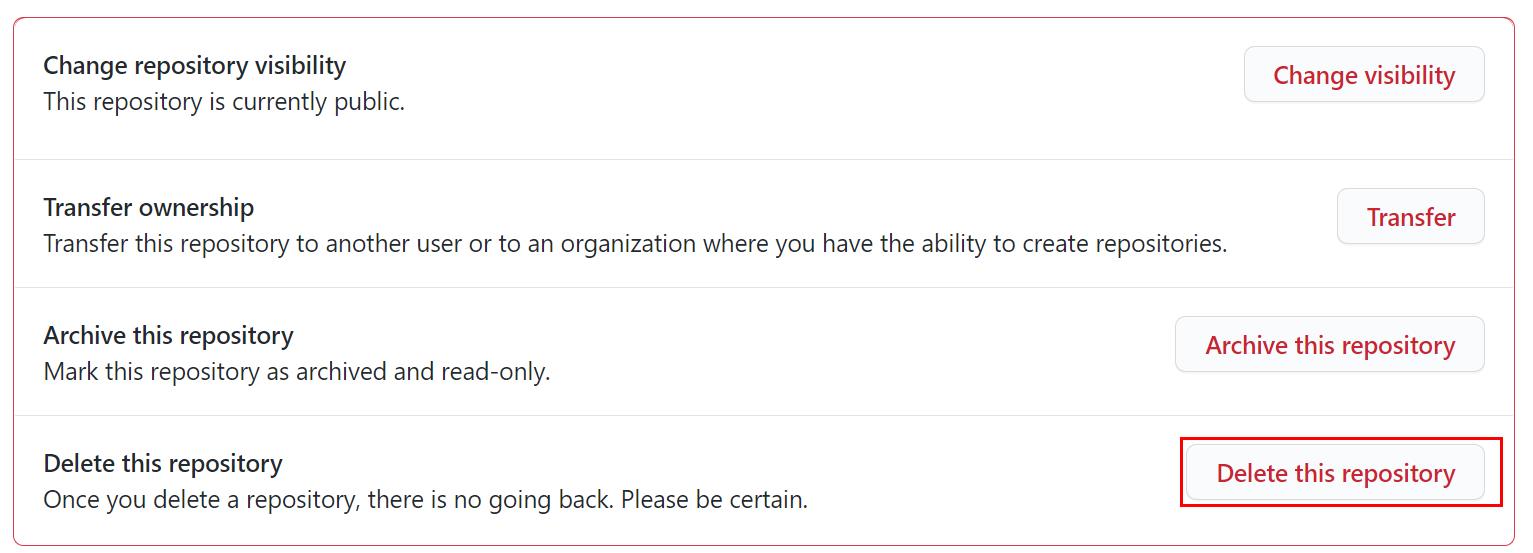 Change repository visibility
This repository is currently public.
Change visibility
Transfer ownership
Transfer this repository to another user or to an organization where you have the ability to create repositories.
Transfer
Archive this repository
Mark this repository as archived and read-only.
Archive this repository
Delete this repository
Once you delete a repository, there is no going back. Please be certain.
Delete this repository